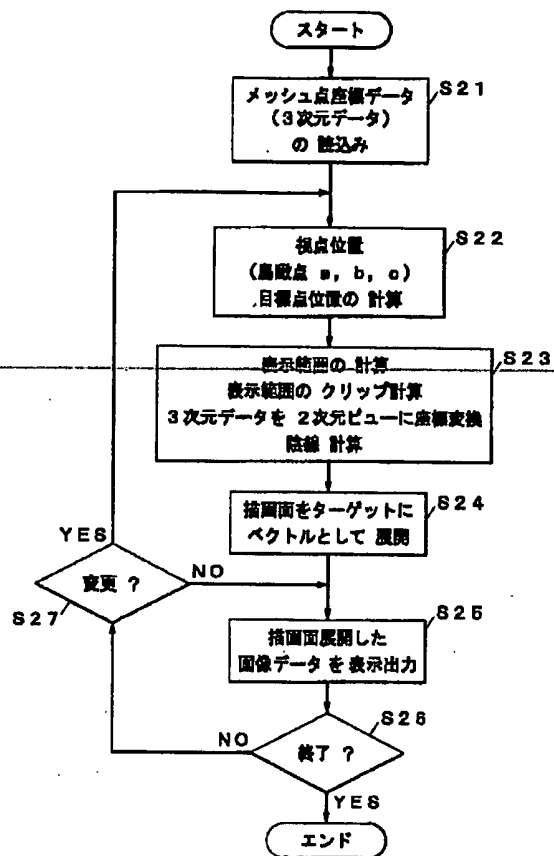 スタート
メッシュ点座標データ
(3次元データ)
の 読込み
S21
視点位置
(鳥瞰点 a, b, c)
目標点位置の 計算
S22
表示範囲の 計算
表示範囲の クリップ計算
3次元データを 2次元ビューに座標変換
陰線 計算
S23
描画面をターゲットに
ベクトルとして 展開
S24
YES
変更 ?
NO
S27
描画面展開した
画像データ を 表示出力
S25
終了 ?
S26
NO
YES
エンド